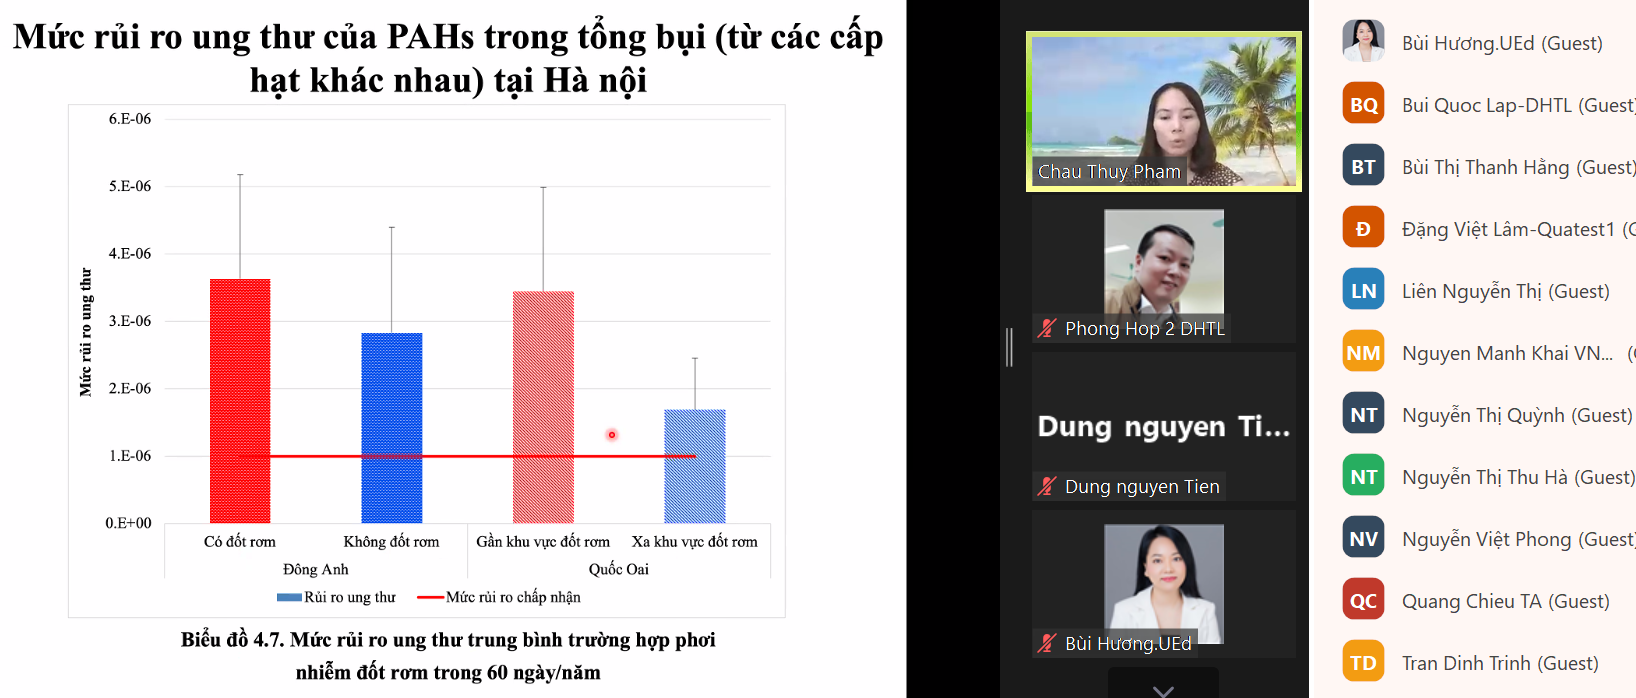 Mức rủi ro ung thư của PAHs trong tổng bụi (từ các cấp
hạt khác nhau) tại Hà nội
6.E-06
5.E-06
4.E-06
3.E-06
2.E-06
1.E-06
0.E+00
Mức rủi ro ung thư
Có đốt rơm
Không đốt rơm
Gần khu vực đốt rơm
Xa khu vực đốt rơm
Đông Anh
Quốc Oai
Rủi ro ung thư
Mức rủi ro chấp nhận
Biểu đồ 4.7. Mức rủi ro ung thư trung bình trường hợp phơi
nhiễm đốt rơm trong 60 ngày/năm
Chau Thuy Pham
Phong Hop 2 DHTL
Dung nguyen Ti...
Dung nguyen Tien
Bùi Hương.UEd
Bùi Hương.UEd (Guest)
BQ Bui Quoc Lap-DHTL (Guest)
BT Bùi Thị Thanh Hằng (Guest)
Đ Đặng Việt Lâm-Quatest1 (G
LN Liên Nguyễn Thị (Guest)
NM Nguyen Manh Khai VN... (
NT Nguyễn Thị Quỳnh (Guest)
NT Nguyễn Thị Thu Hà (Guest)
NV Nguyễn Việt Phong (Guest)
QC Quang Chieu TA (Guest)
TD Tran Dinh Trinh (Guest)